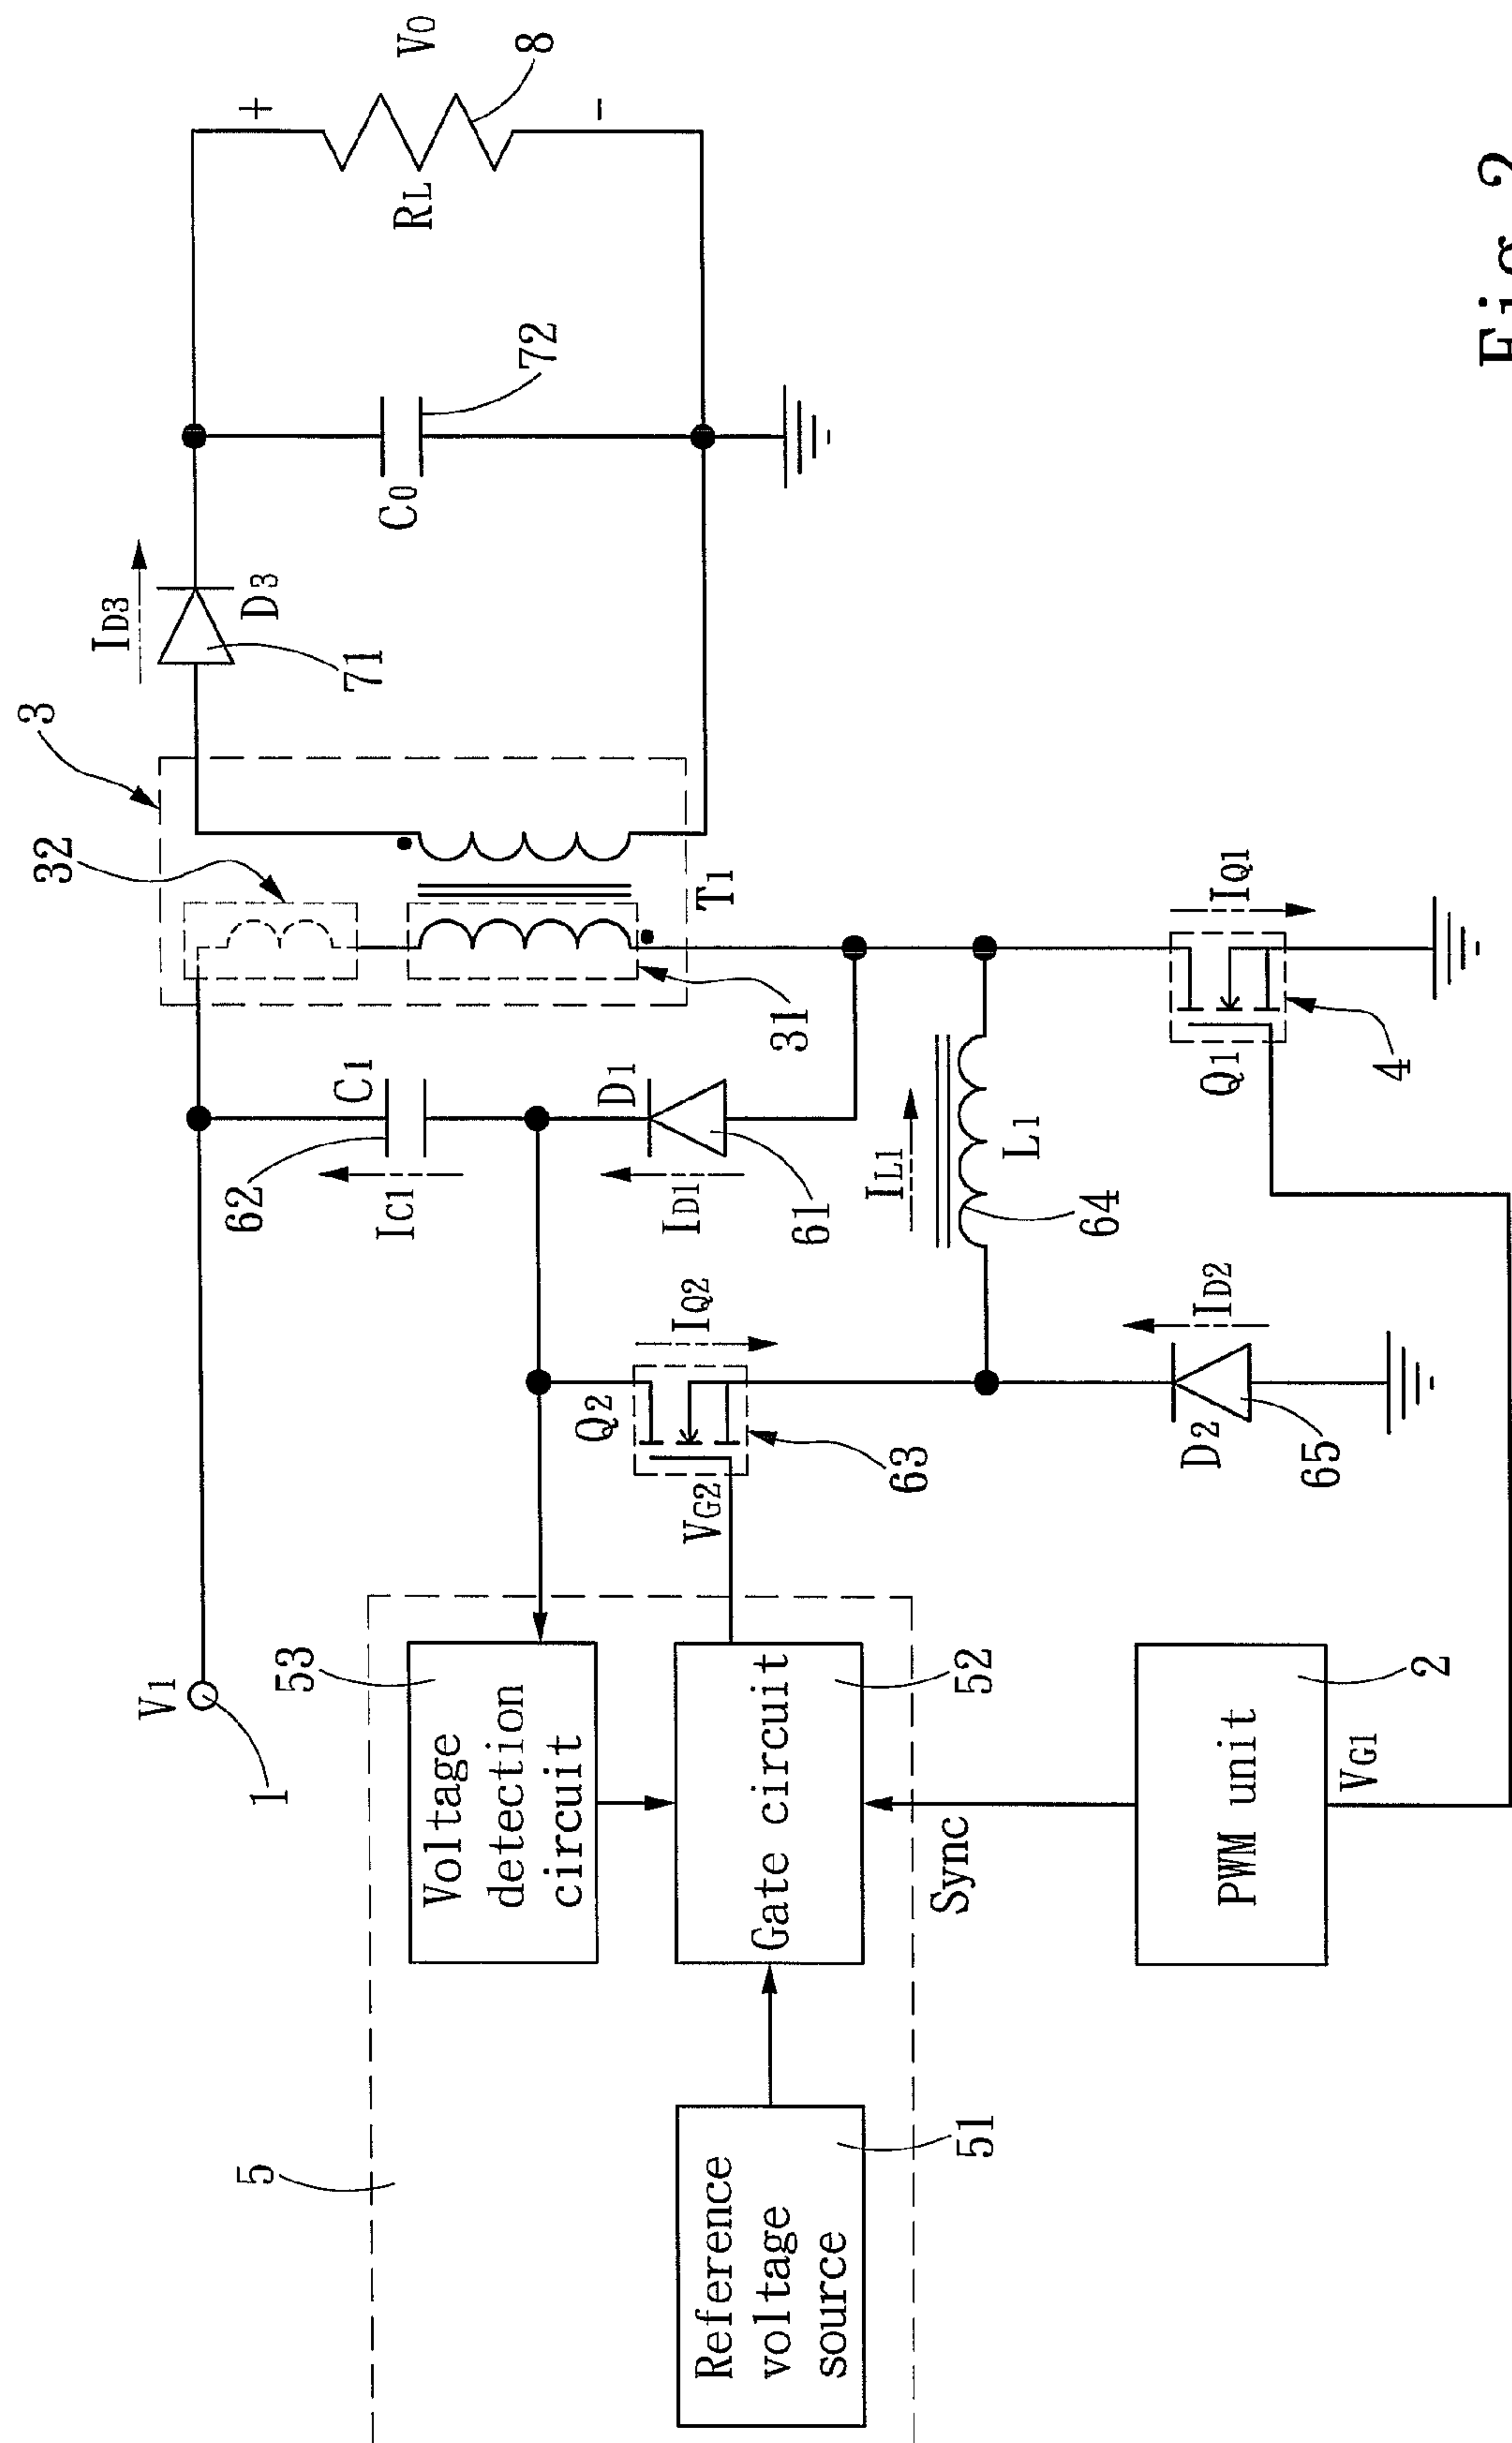 V1
1
5
53
Voltage
detection
circuit
Reference
voltage
source
51
Gate circuit
52
Sync
PWM unit
2
VG1
VG2
Q2
63
IQ2
62
C1
IC1
D1
ID1
61
IL1
64
L1
D2
65
ID2
Q1
4
IQ1
32
3
31
T1
ID3
D3
71
C0
72
RL
8
+
-
VO
Fig 2